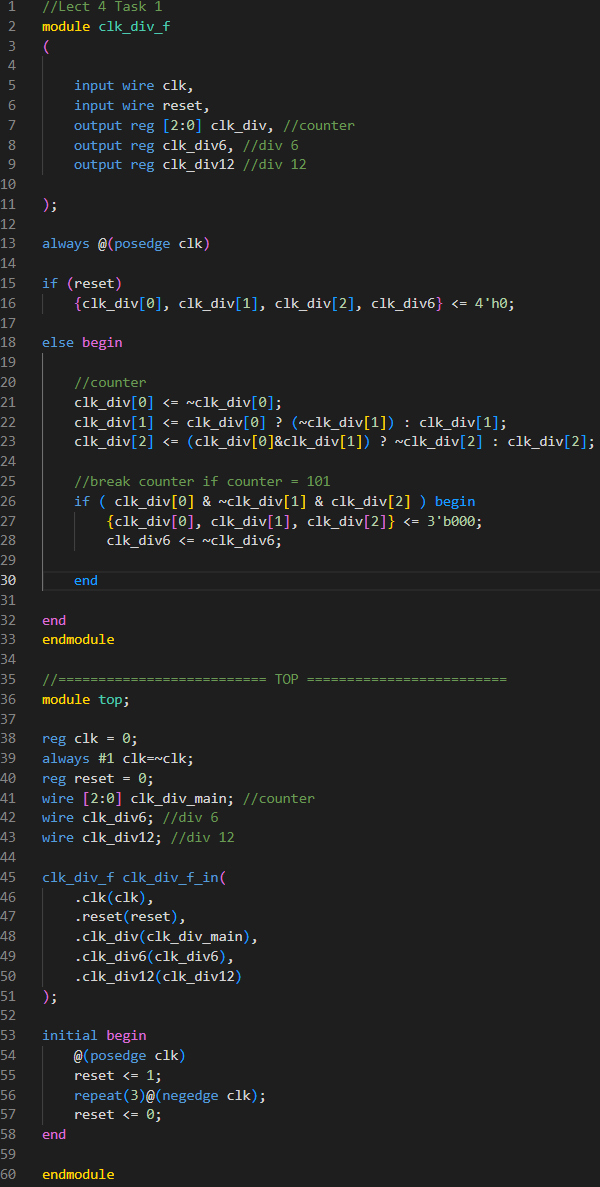 1 //Lect 4 Task 1
2 module clk_div_f
3 (
4
5     input wire clk,
6     input wire reset,
7     output reg [2:0] clk_div, //counter
8     output reg clk_div6, //div 6
9     output reg clk_div12 //div 12
10
11 );
12
13 always @(posedge clk)
14
15 if (reset)
16     {clk_div[0], clk_div[1], clk_div[2], clk_div6} <= 4'h0;
17
18 else begin
19
20     //counter
21     clk_div[0] <= ~clk_div[0];
22     clk_div[1] <= clk_div[0] ? (~clk_div[1]) : clk_div[1];
23     clk_div[2] <= (clk_div[0]&clk_div[1]) ? ~clk_div[2] : clk_div[2];
24
25     //break counter if counter = 101
26     if ( clk_div[0] & ~clk_div[1] & clk_div[2] ) begin
27         {clk_div[0], clk_div[1], clk_div[2]} <= 3'b000;
28         clk_div6 <= ~clk_div6;
29
30     end
31
32 end
33 endmodule
34
35 //========================== TOP =========================
36 module top;
37
38 reg clk = 0;
39 always #1 clk=~clk;
40 reg reset = 0;
41 wire [2:0] clk_div_main; //counter
42 wire clk_div6; //div 6
43 wire clk_div12; //div 12
44
45 clk_div_f clk_div_f_in(
46     .clk(clk),
47     .reset(reset),
48     .clk_div(clk_div_main),
49     .clk_div6(clk_div6),
50     .clk_div12(clk_div12)
51 );
52
53 initial begin
54     @(posedge clk)
55     reset <= 1;
56     repeat(3)@(negedge clk);
57     reset <= 0;
58 end
59
60 endmodule